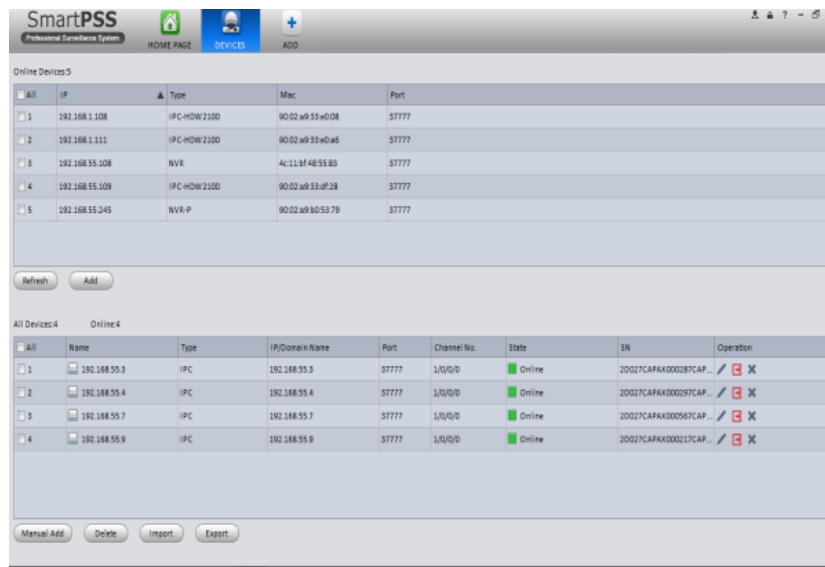 SmartPSS
Professional Surveillance System
HOME PAGE DEVICES ADD
Online Devices:5
All IP Type Mac Port
1 192.168.1.108 IPC-HDW2100 90:02:a9:33:e0:08 37777
2 192.168.1.111 IPC-HDW2100 90:02:a9:33:e0:a6 37777
3 192.168.55.108 NVR 4c:11:bf:48:55:83 37777
4 192.168.55.109 IPC-HDW2100 90:02:a9:33:df:28 37777
5 192.168.55.245 NVR-P 90:02:a9:b0:53:79 37777
Refresh Add
All Devices:4 Online:4
All Name Type IP/Domain Name Port Channel No. State SN Operation
1 192.168.55.3 IPC 192.168.55.3 37777 1/0/0/0 Online 2D027CAPAX000287CAP...
2 192.168.55.4 IPC 192.168.55.4 37777 1/0/0/0 Online 2D027CAPAX000297CAP...
3 192.168.55.7 IPC 192.168.55.7 37777 1/0/0/0 Online 2D027CAPAX000567CAP...
4 192.168.55.9 IPC 192.168.55.9 37777 1/0/0/0 Online 2D027CAPAX000217CAP...
Manual Add Delete Import Export